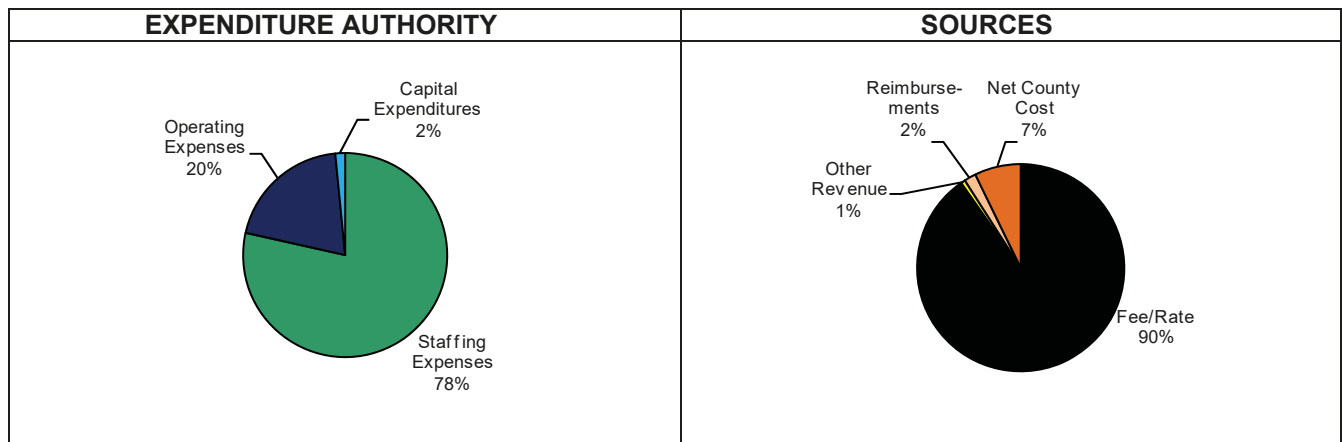 EXPENDITURE AUTHORITY
Capital
Expenditures
2%
Operating
Expenses
20%
Staffing
Expenses
78%
SOURCES
Reimburse-
ments
2%
Net County
Cost
7%
Other
Revenue
1%
Fee/Rate
90%